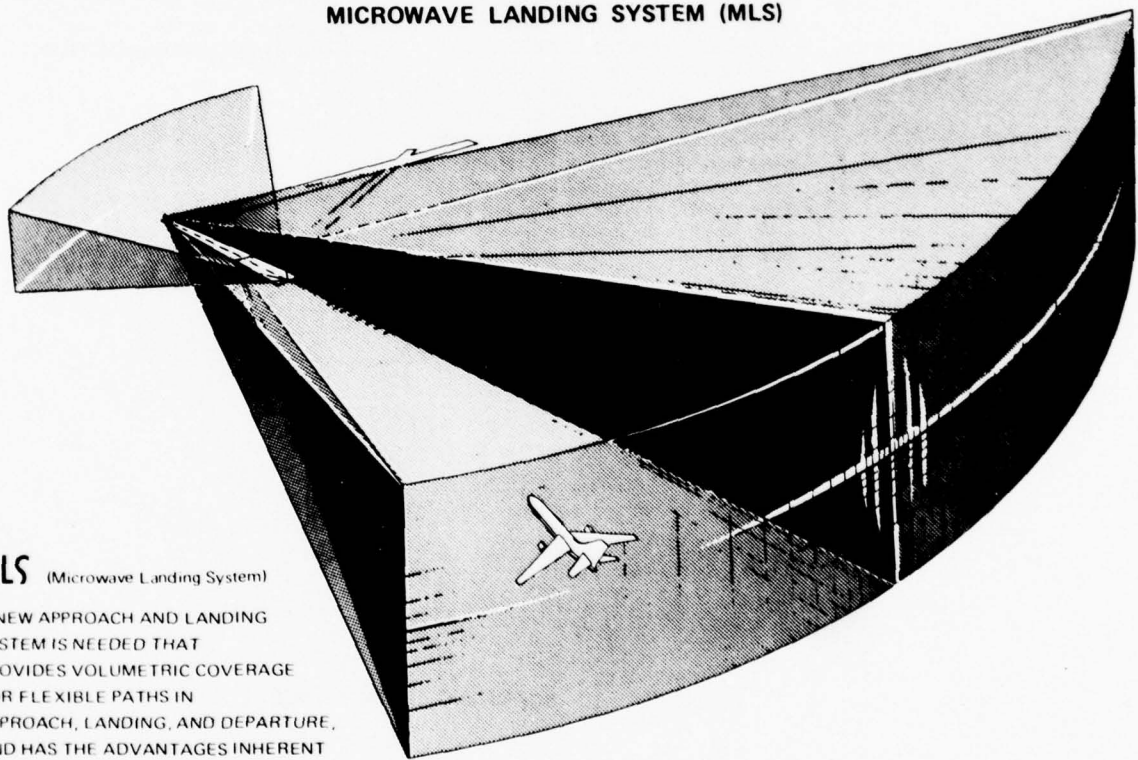 MICROWAVE LANDING SYSTEM (MLS)
LS (Microwave Landing System)
NEW APPROACH AND LANDING
STEM IS NEEDED THAT
OVIDES VOLUMETRIC COVERAGE
R FLEXIBLE PATHS IN
PROACH, LANDING, AND DEPARTURE,
ND HAS THE ADVANTAGES INHERENT